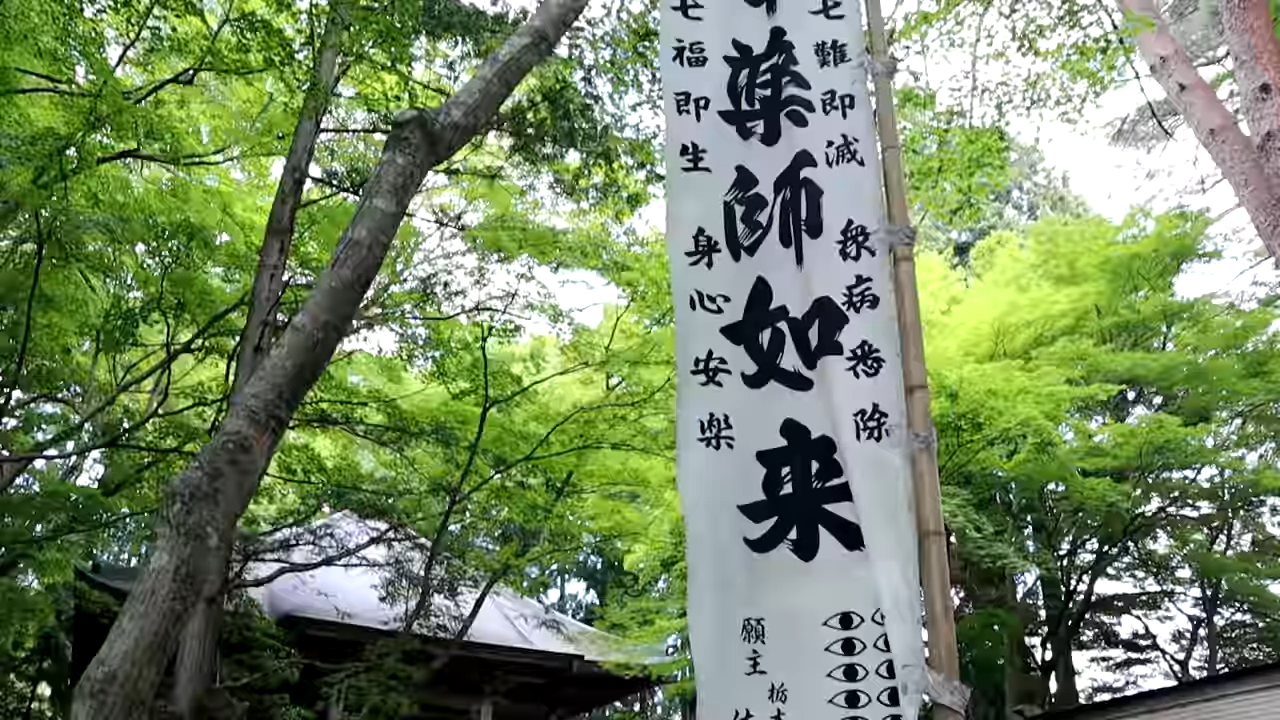 七難即滅 衆病悉除
薬師如来
七福即生 身心安楽
願主
栃